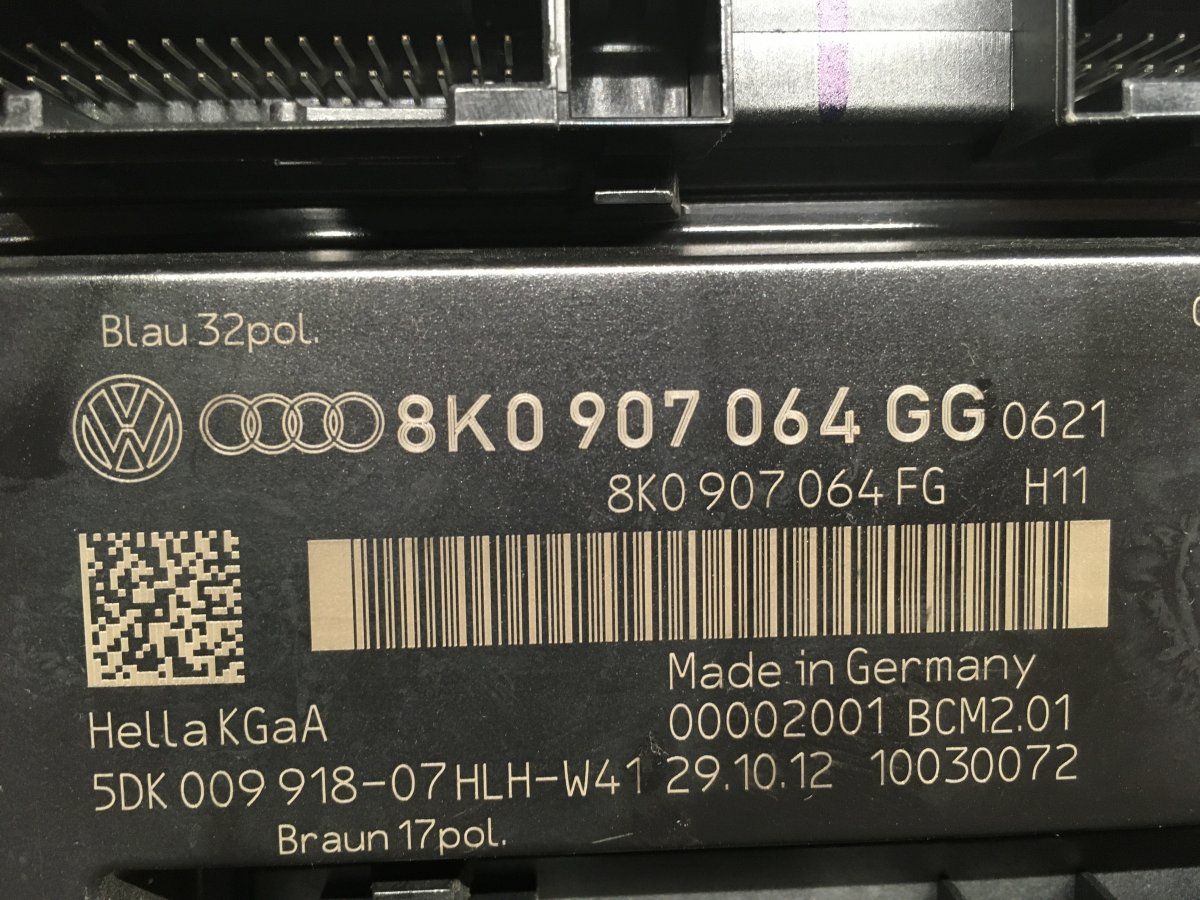 Blau 32pol.
8K0 907 064 GG 0621
8K0 907 064 FG H11
Made in Germany
Hella KGaA 00002001 BCM2.01
5DK 009 918-07 HLH-W41 29.10.12 10030072
Braun 17pol.